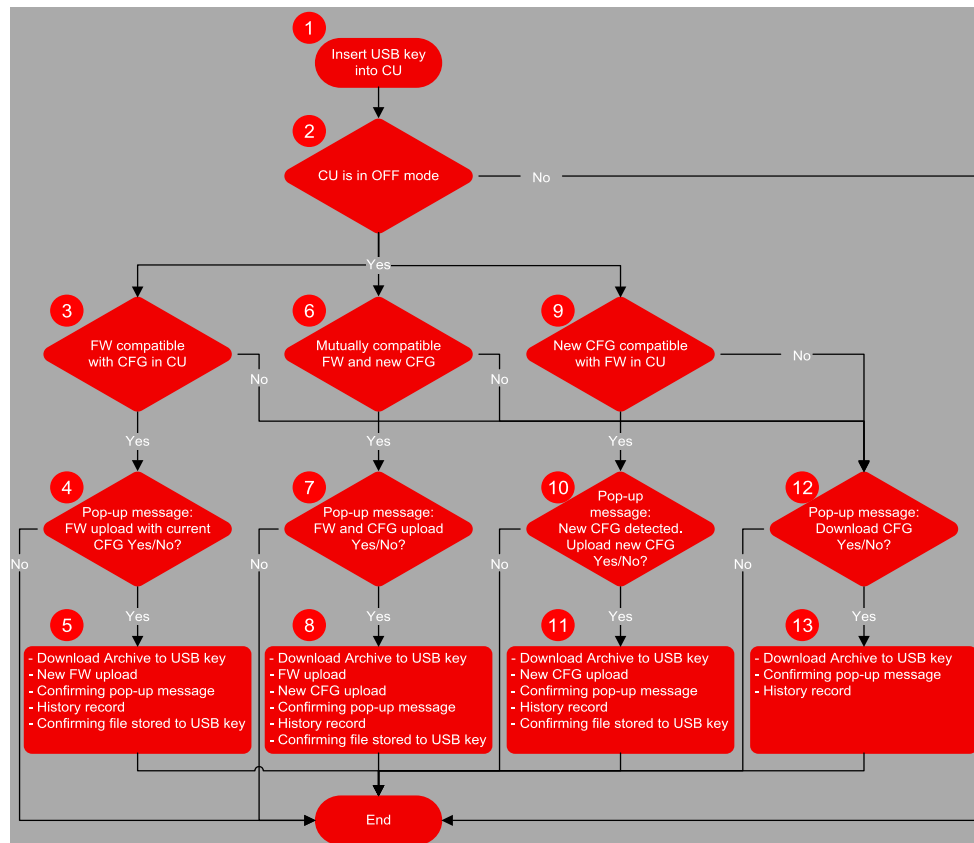 1
Insert USB key
into CU
2
CU is in OFF mode
No
Yes
3
FW compatible
with CFG in CU
6
Mutually compatible
FW and new CFG
9
New CFG compatible
with FW in CU
No
No
No
Yes
Yes
Yes
4
Pop-up message:
FW upload with current
CFG Yes/No?
7
Pop-up message:
FW and CFG upload
Yes/No?
10
Pop-up
message:
New CFG detected.
Upload new CFG
Yes/No?
12
Pop-up message:
Download CFG
Yes/No?
No
No
No
No
Yes
Yes
Yes
Yes
5
- Download Archive to USB key
- New FW upload
- Confirming pop-up message
- History record
- Confirming file stored to USB key
8
- Download Archive to USB key
- FW upload
- New CFG upload
- Confirming pop-up message
- History record
- Confirming file stored to USB key
11
- Download Archive to USB key
- New CFG upload
- Confirming pop-up message
- History record
- Confirming file stored to USB key
13
- Download Archive to USB key
- Confirming pop-up message
- History record
End